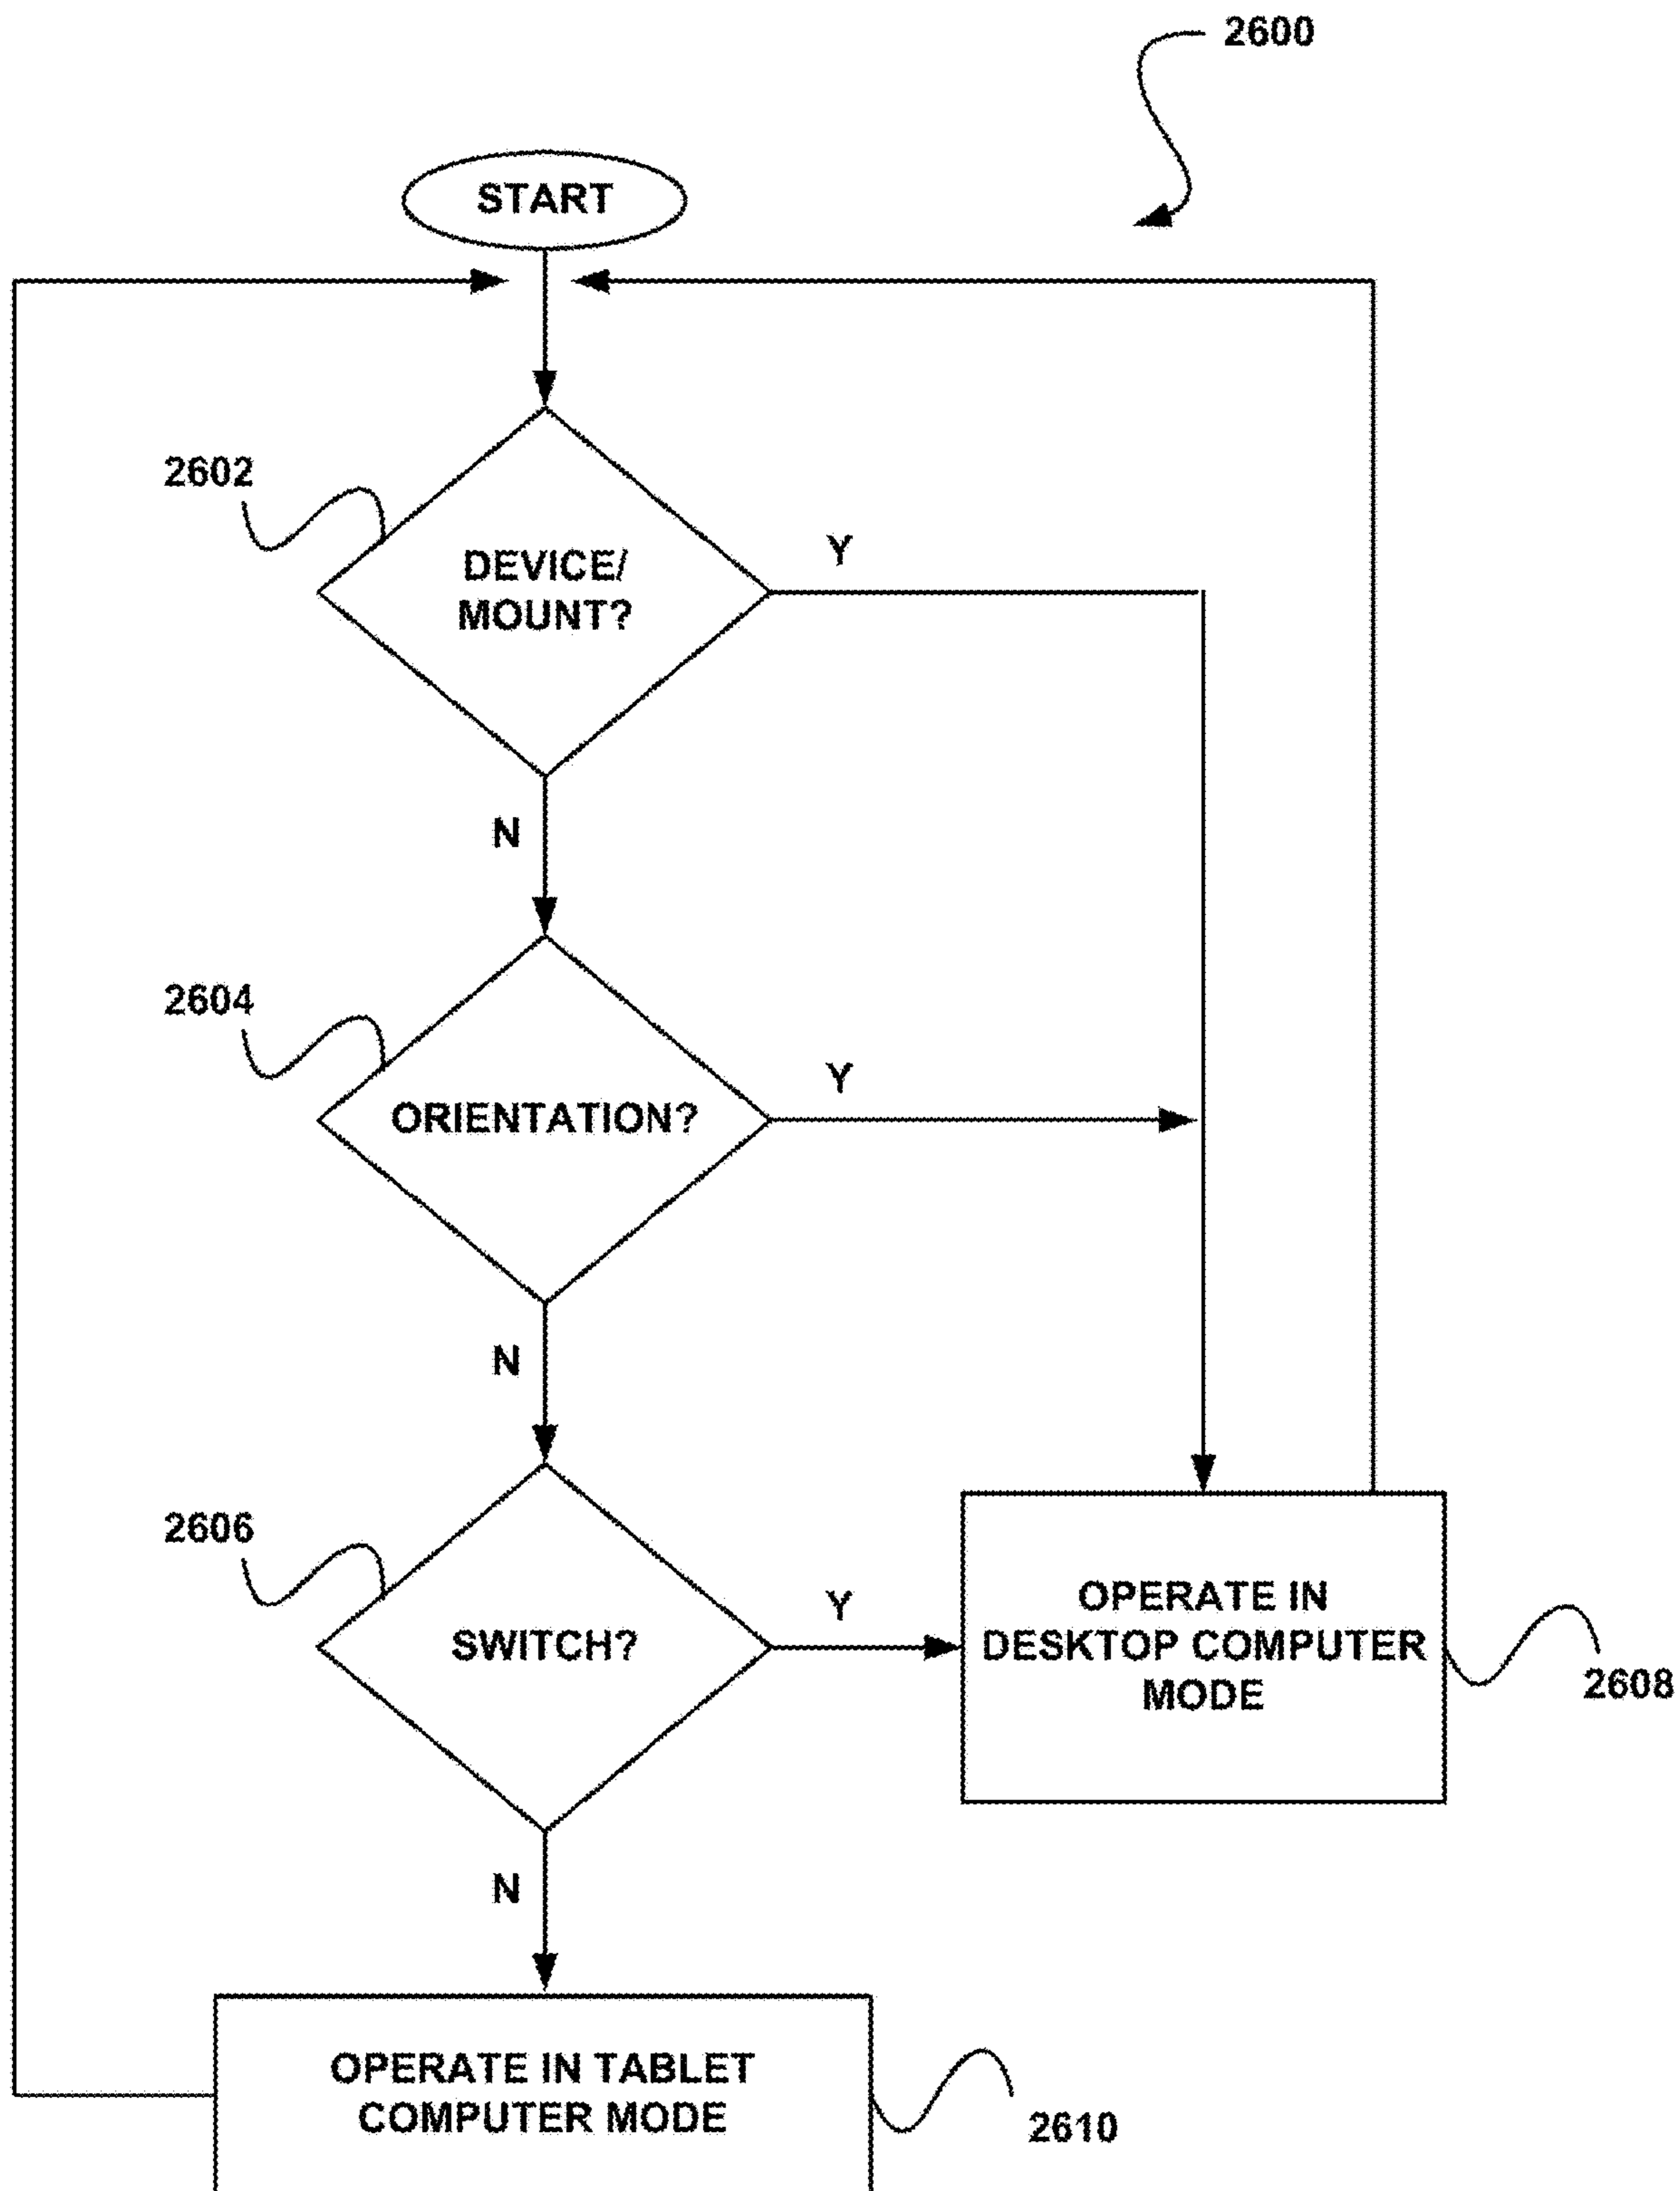 2600
START
2602
DEVICE/
MOUNT?
Y
N
2604
ORIENTATION?
Y
N
2606
SWITCH?
Y
OPERATE IN
DESKTOP COMPUTER
MODE
2608
N
OPERATE IN TABLET
COMPUTER MODE
2610